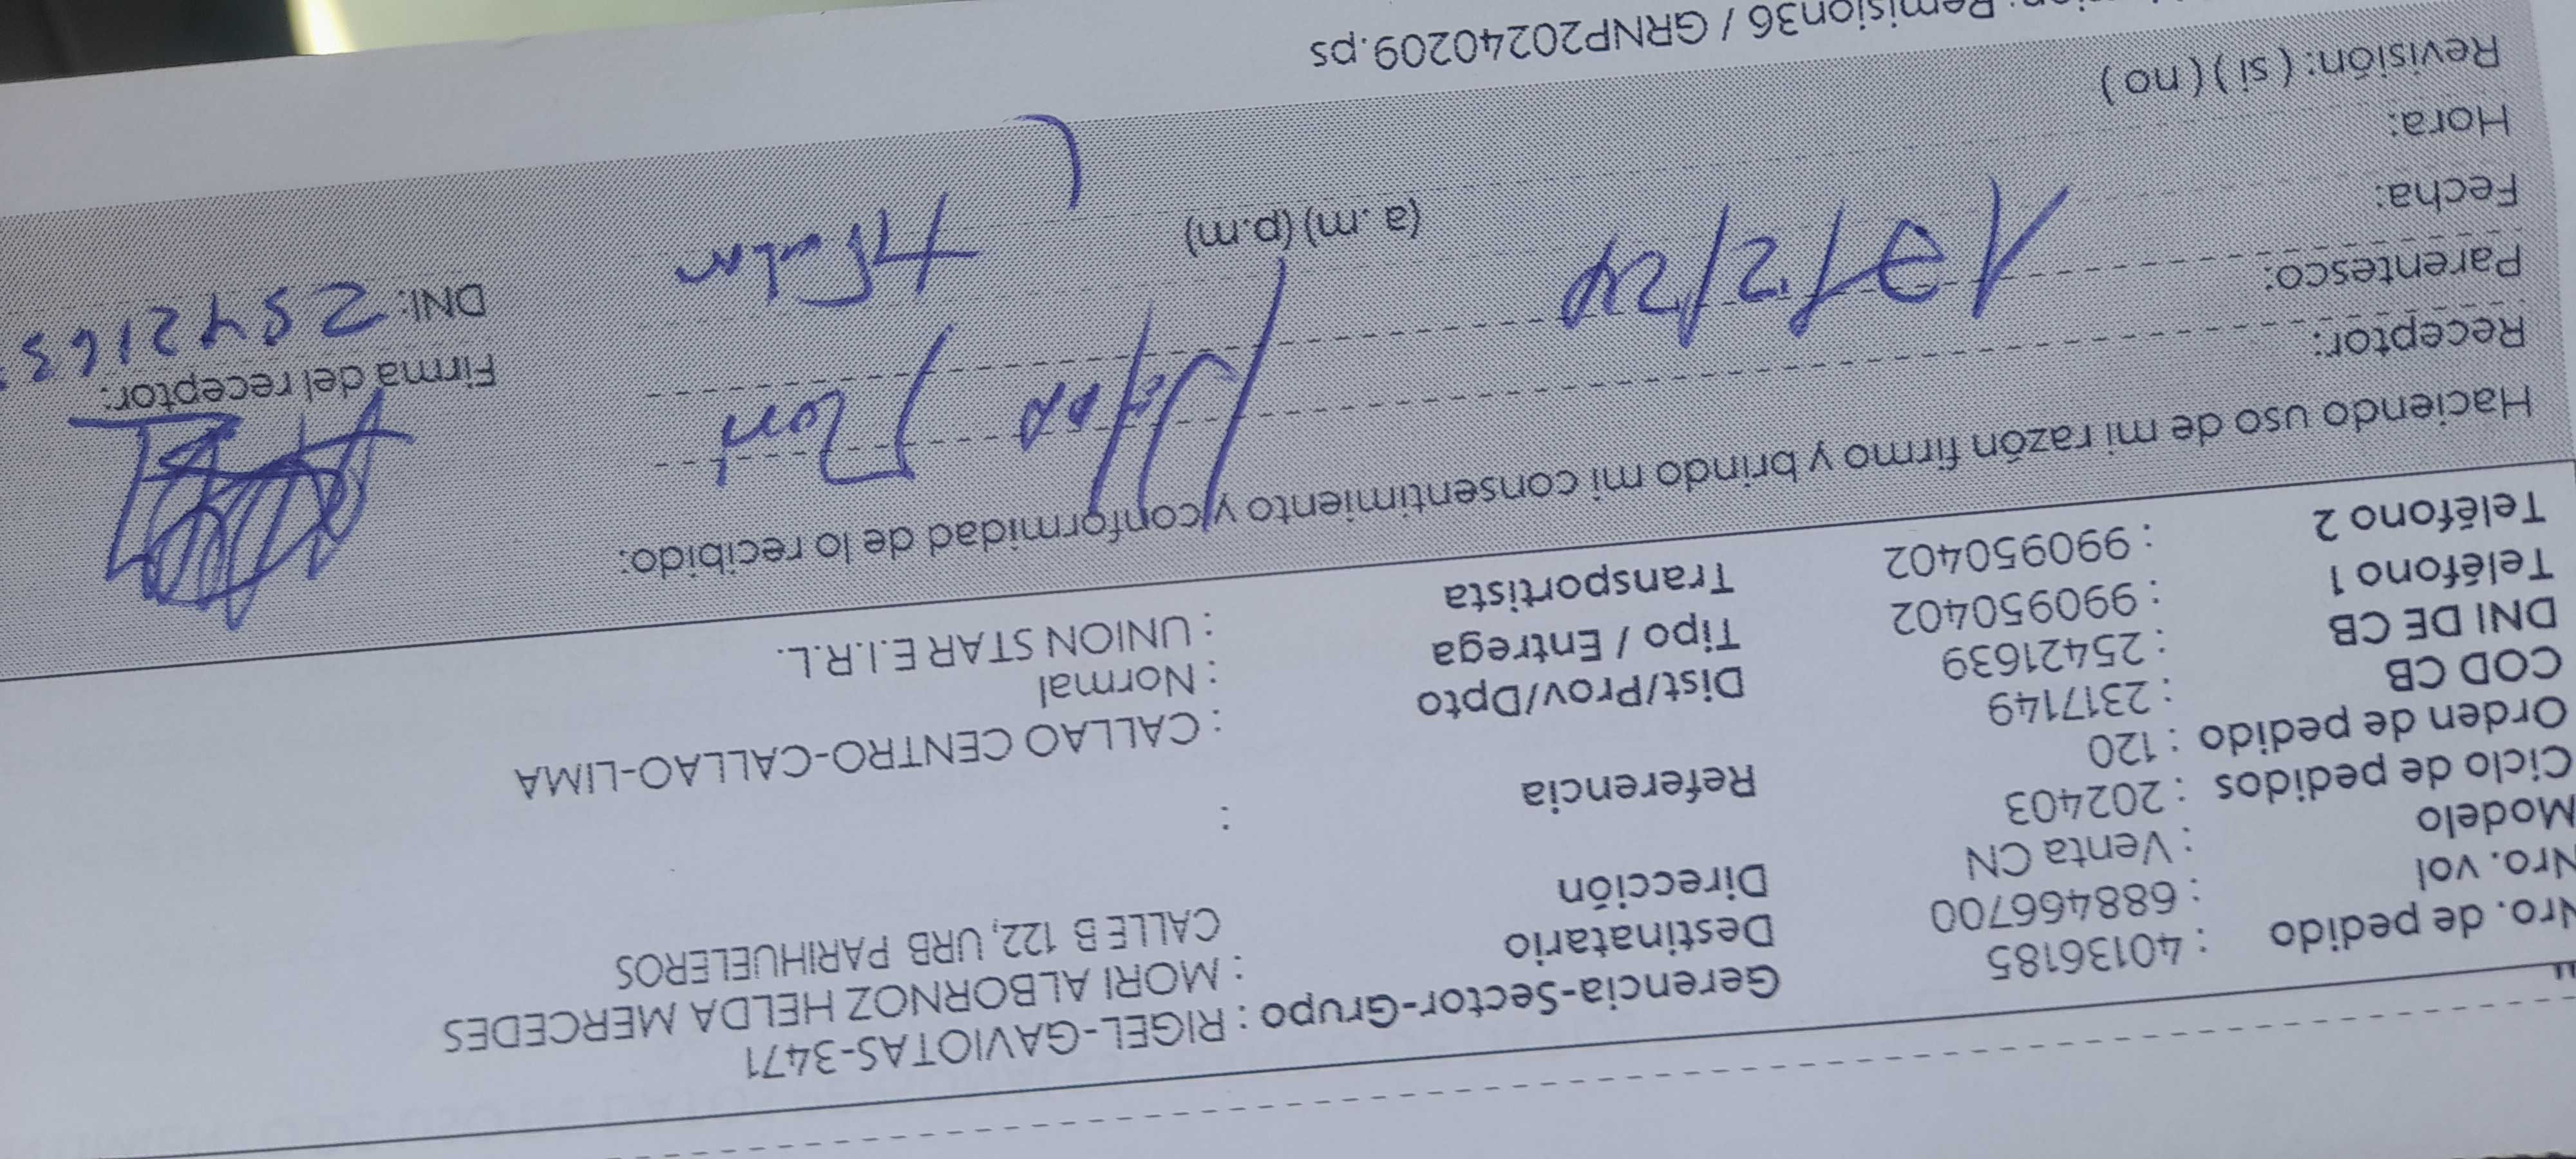 Nro. de pedido : 40136185 Gerencia-Sector-Grupo : RIGEL-GAVIOTAS-3471
Nro. vol : 688466700 Destinatario : MORI ALBORNOZ HELDA MERCEDES
Modelo : Venta CN Dirección CALLE B 122, URB PARIHUELEROS
Ciclo de pedidos : 202403
Orden de pedido : 120 Referencia :
COD CB : 2317149 Dist/Prov/Dpto : CALLAO CENTRO-CALLAO-LIMA
DNI DE CB : 25421639 Tipo / Entrega : Normal
Teléfono 1 : 990950402 Transportista : UNION STAR E.I.R.L.
Teléfono 2 : 990950402
Haciendo uso de mi razón firmo y brindo mi consentimiento y conformidad de lo recibido:
Receptor:
Parentesco: Firma del receptor:
Fecha: DNI: 2542163
Hora: (a.m) (p.m)
Revisión: ( si ) ( no )
Remision36 / GRNP20240209.ps